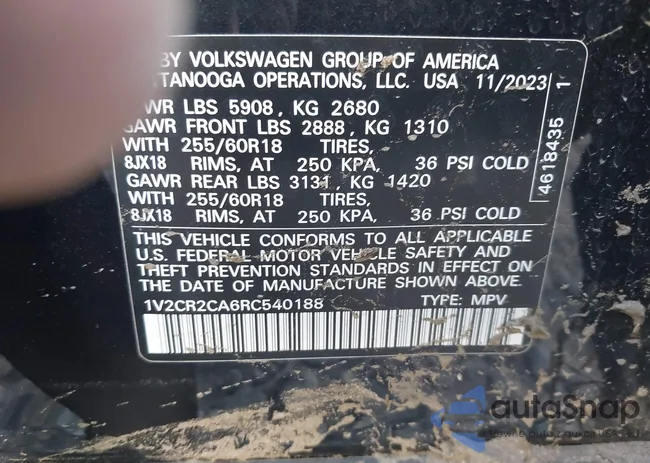 BY VOLKSWAGEN GROUP OF AMERICA
TANOOGA OPERATIONS, LLC. USA 11/2023
WR LBS 5908, KG 2680
GAWR FRONT LBS 2888, KG 1310
WITH 255/60R18 TIRES,
8JX18 RIMS, AT 250 KPA, 36 PSI COLD
GAWR REAR LBS 3131, KG 1420
WITH 255/60R18 TIRES,
8JX18 RIMS, AT 250 KPA, 36 PSI COLD
THIS VEHICLE CONFORMS TO ALL APPLICABLE
U.S. FEDERAL MOTOR VEHICLE SAFETY AND
THEFT PREVENTION STANDARDS IN EFFECT ON
THE DATE OF MANUFACTURE SHOWN ABOVE.
1V2CR2CA6RC540188 TYPE: MPV
4618435 1
autaSnap